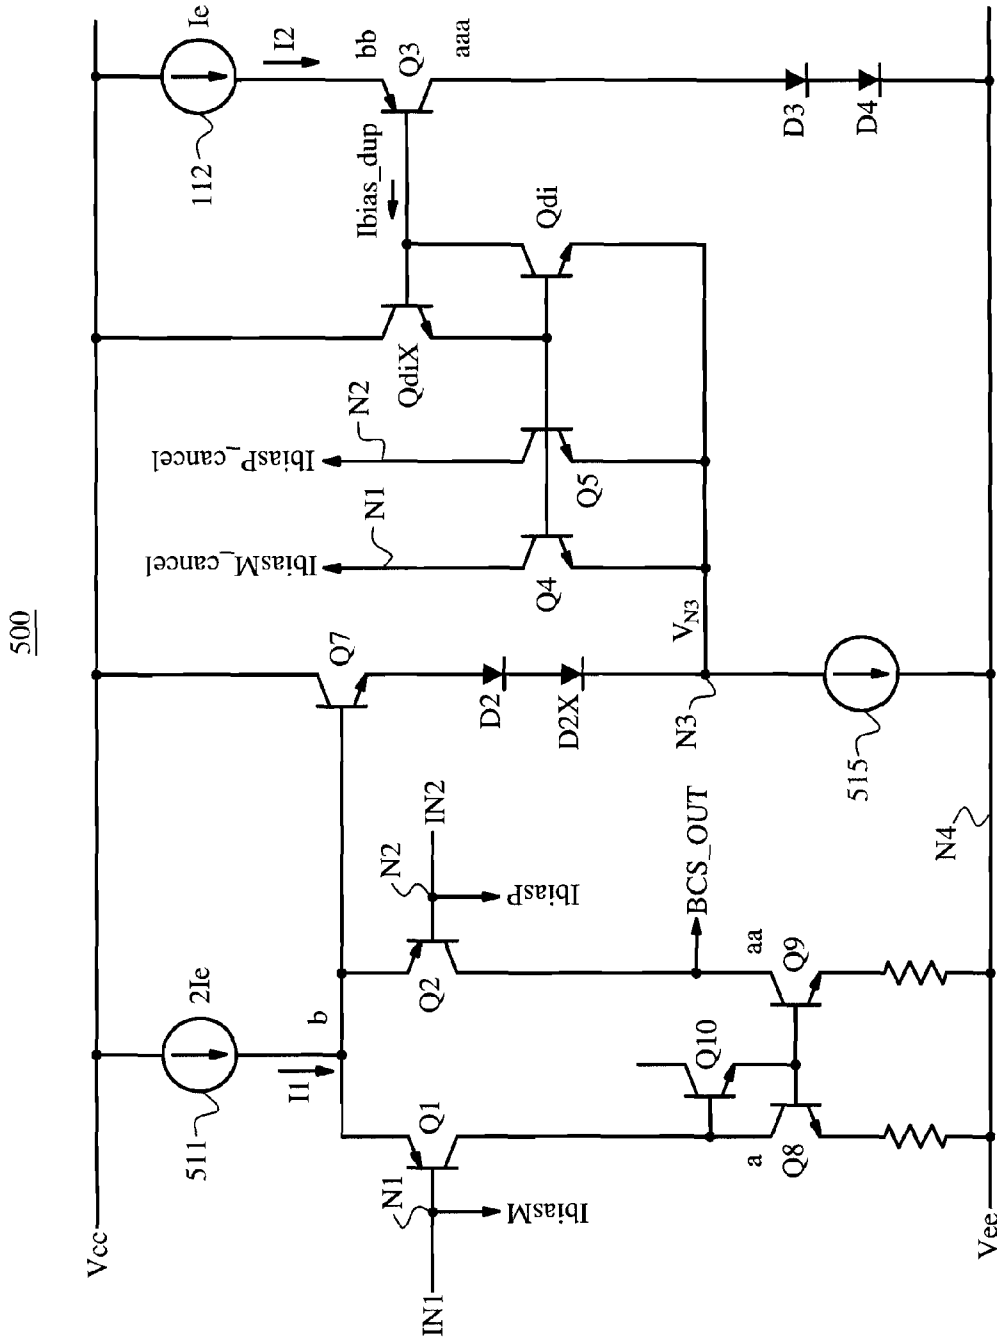 500
Vcc
511
2Ie
I1
b
Q7
IbiasM_cancel
N1
IbiasP_cancel
N2
QdiX
Ibias_dup
112
Ie
I2
bb
Q3
aaa
IN1
N1
IbiasM
Q1
Q2
N2
IN2
IbiasP
D2
D2X
Q4
Q5
Qdi
D3
D4
a
Q8
Q10
BCS_OUT
aa
Q9
N3
VN3
515
N4
Vee